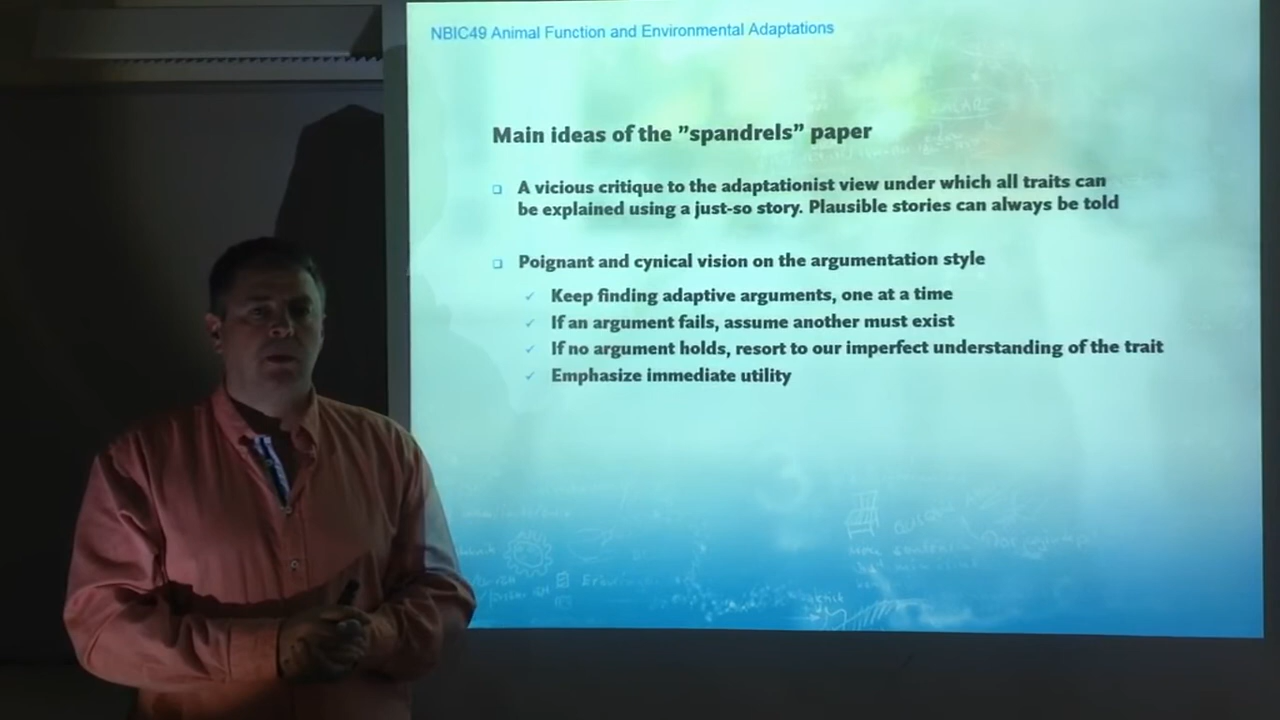 NBIC49 Animal Function and Environmental Adaptations
Main ideas of the ”spandrels” paper
A vicious critique to the adaptationist view under which all traits can
be explained using a just-so story. Plausible stories can always be told
Poignant and cynical vision on the argumentation style
Keep finding adaptive arguments, one at a time
If an argument fails, assume another must exist
If no argument holds, resort to our imperfect understanding of the trait
Emphasize immediate utility